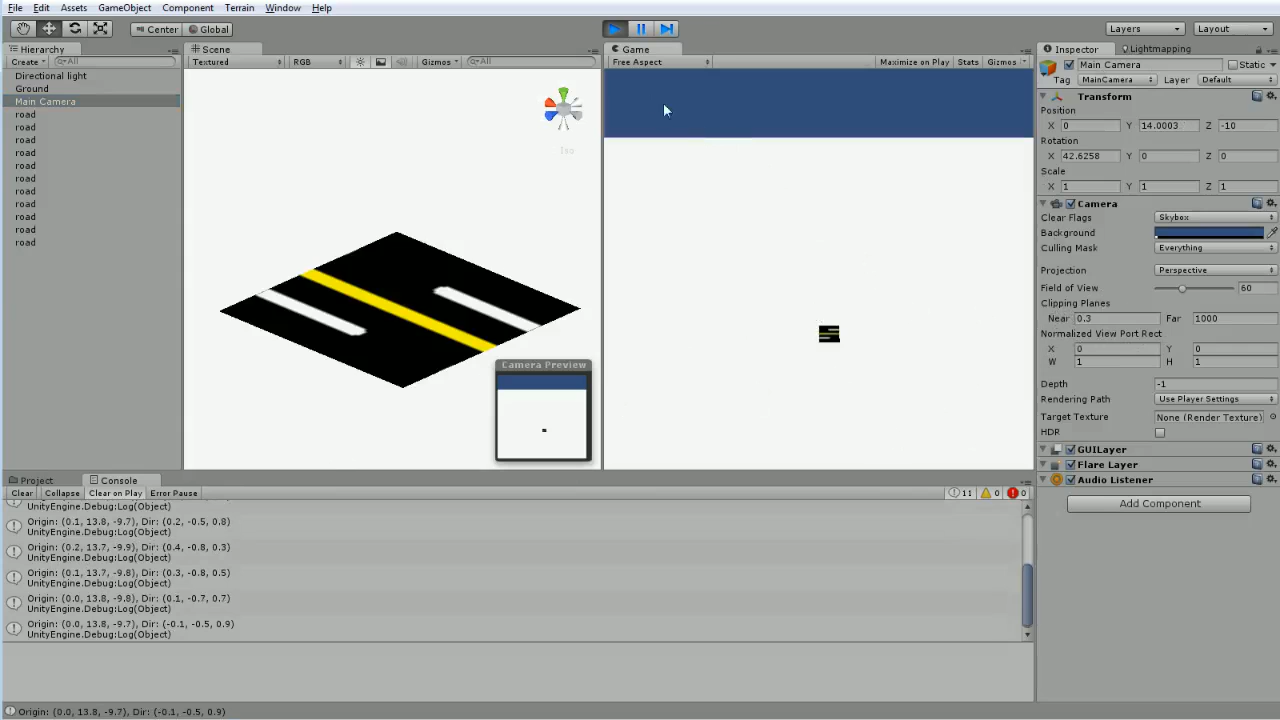 File Edit Assets GameObject Component Terrain Window Help
Center Global Layers Layout
Hierarchy Scene Game Inspector Lightmapping
Create All Textured RGB Gizmos All Free Aspect Maximize on Play Stats Gizmos Main Camera Static
Tag MainCamera Layer Default
Directional light
Ground
Main Camera
road
road
road
road
road
road
road
road
road
road
road
Iso
Camera Preview
Transform
Position
X 0 Y 14.0003 Z -10
Rotation
X 42.6258 Y 0 Z 0
Scale
X 1 Y 1 Z 1
Camera
Clear Flags Skybox
Background
Culling Mask Everything
Projection Perspective
Field of View 60
Clipping Planes
Near 0.3 Far 1000
Normalized View Port Rect
X 0 Y 0
W 1 H 1
Depth -1
Rendering Path Use Player Settings
Target Texture None (Render Texture)
HDR
GUILayer
Flare Layer
Audio Listener
Add Component
Project Console
Clear Collapse Clear on Play Error Pause 11 0 0
UnityEngine.Debug:Log(Object)
Origin: (0.1, 13.8, -9.7), Dir: (0.2, -0.5, 0.8)
UnityEngine.Debug:Log(Object)
Origin: (0.2, 13.7, -9.9), Dir: (0.4, -0.8, 0.3)
UnityEngine.Debug:Log(Object)
Origin: (0.1, 13.7, -9.8), Dir: (0.3, -0.8, 0.5)
UnityEngine.Debug:Log(Object)
Origin: (0.0, 13.8, -9.8), Dir: (0.1, -0.7, 0.7)
UnityEngine.Debug:Log(Object)
Origin: (0.0, 13.8, -9.7), Dir: (-0.1, -0.5, 0.9)
UnityEngine.Debug:Log(Object)
Origin: (0.0, 13.8, -9.7), Dir: (-0.1, -0.5, 0.9)